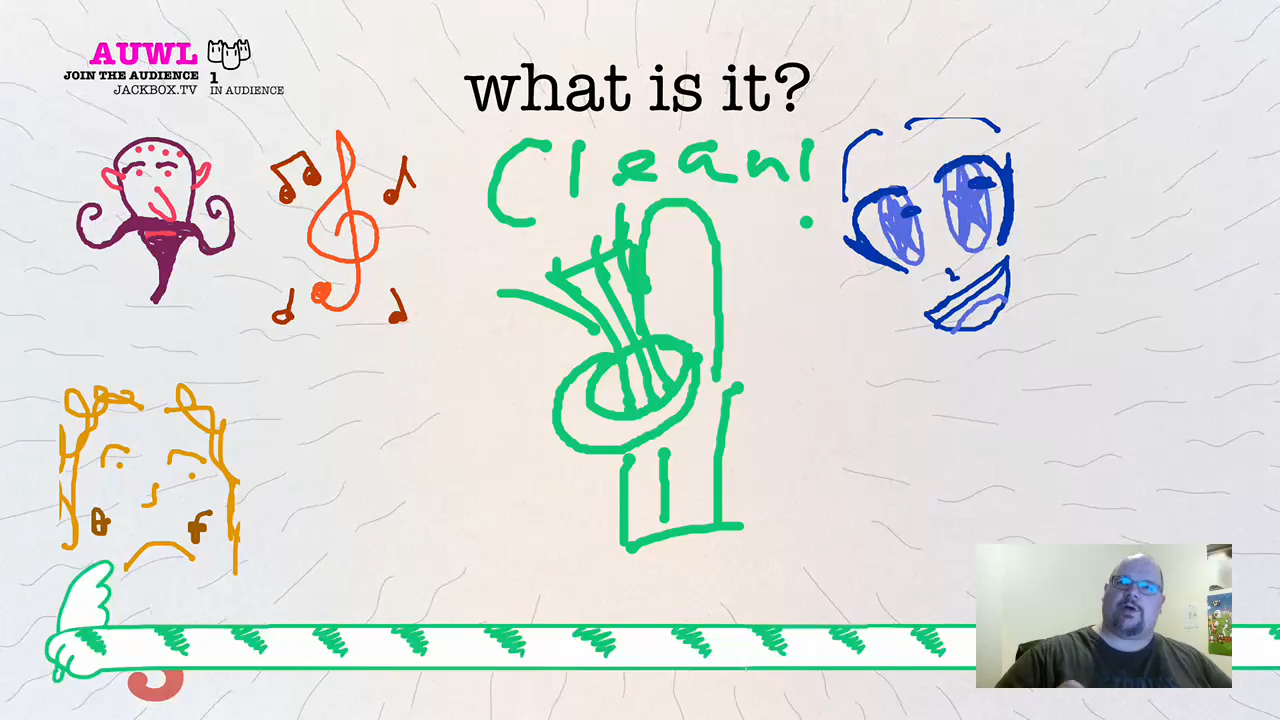 AUWL
JOIN THE AUDIENCE
JACKBOX.TV
1
IN AUDIENCE
what is it?
Clean!